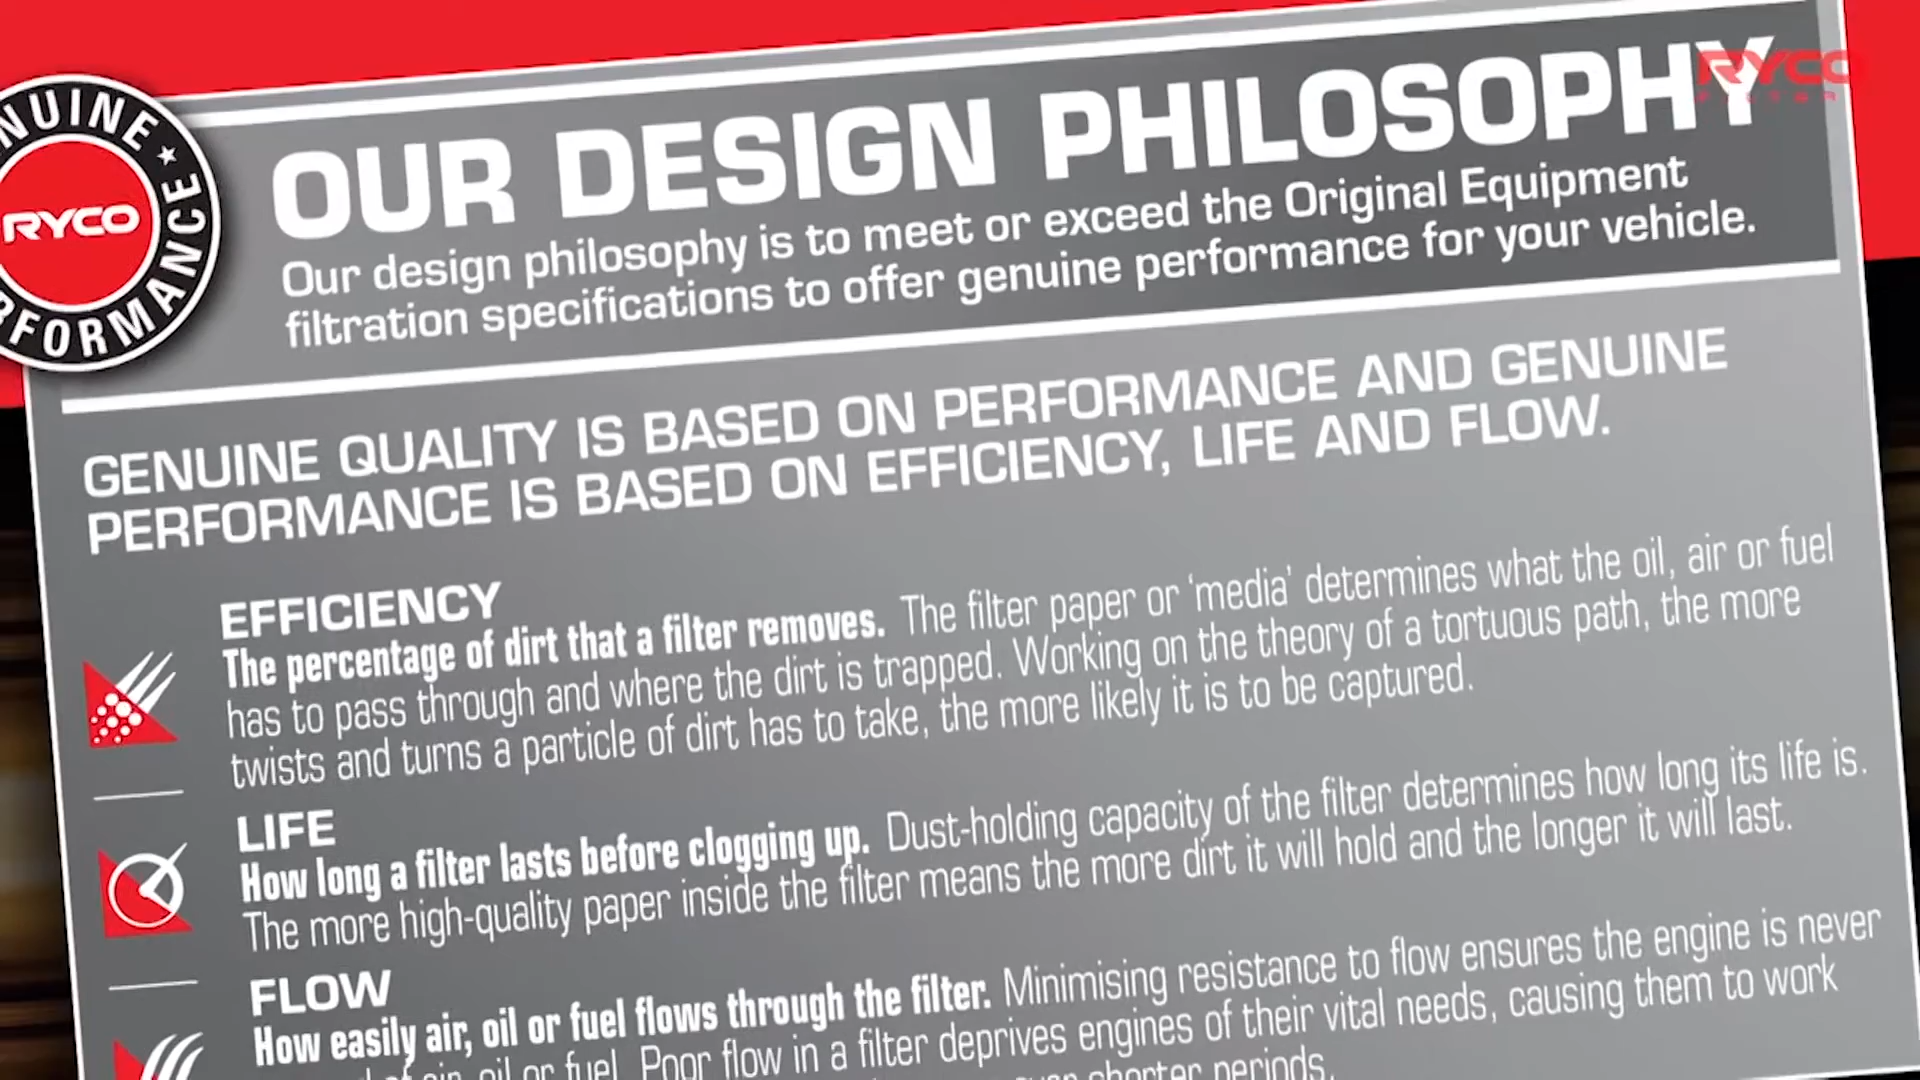 GENUINE PERFORMANCE
RYCO
RYCO
FILTER
OUR DESIGN PHILOSOPHY
Our design philosophy is to meet or exceed the Original Equipment
filtration specifications to offer genuine performance for your vehicle.
GENUINE QUALITY IS BASED ON PERFORMANCE AND GENUINE
PERFORMANCE IS BASED ON EFFICIENCY, LIFE AND FLOW.
EFFICIENCY
The percentage of dirt that a filter removes. The filter paper or ‘media’ determines what the oil, air or fuel
has to pass through and where the dirt is trapped. Working on the theory of a tortuous path, the more
twists and turns a particle of dirt has to take, the more likely it is to be captured.
LIFE
How long a filter lasts before clogging up. Dust-holding capacity of the filter determines how long its life is.
The more high-quality paper inside the filter means the more dirt it will hold and the longer it will last.
FLOW
How easily air, oil or fuel flows through the filter. Minimising resistance to flow ensures the engine is never
of air, oil or fuel. Poor flow in a filter deprives engines of their vital needs, causing them to work
over shorter periods.